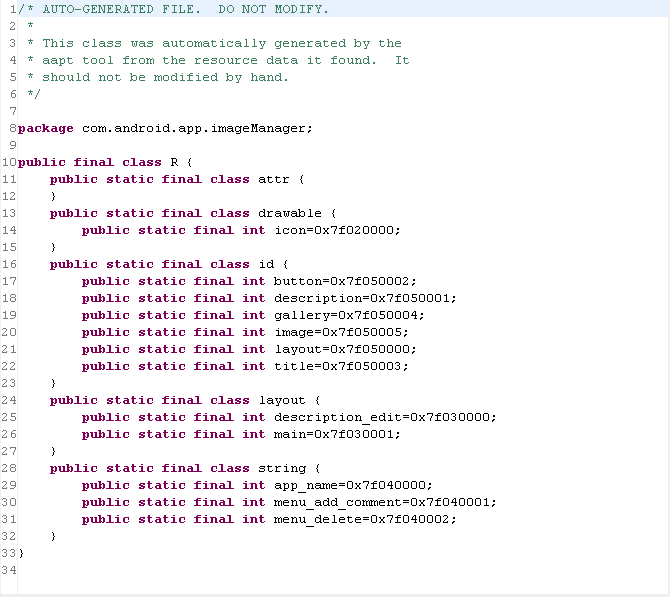 1/* AUTO-GENERATED FILE.  DO NOT MODIFY.
2 *
3 * This class was automatically generated by the
4 * aapt tool from the resource data it found.  It
5 * should not be modified by hand.
6 */
7
8package com.android.app.imageManager;
9
10public final class R {
11    public static final class attr {
12    }
13    public static final class drawable {
14        public static final int icon=0x7f020000;
15    }
16    public static final class id {
17        public static final int button=0x7f050002;
18        public static final int description=0x7f050001;
19        public static final int gallery=0x7f050004;
20        public static final int image=0x7f050005;
21        public static final int layout=0x7f050000;
22        public static final int title=0x7f050003;
23    }
24    public static final class layout {
25        public static final int description_edit=0x7f030000;
26        public static final int main=0x7f030001;
27    }
28    public static final class string {
29        public static final int app_name=0x7f040000;
30        public static final int menu_add_comment=0x7f040001;
31        public static final int menu_delete=0x7f040002;
32    }
33}
34